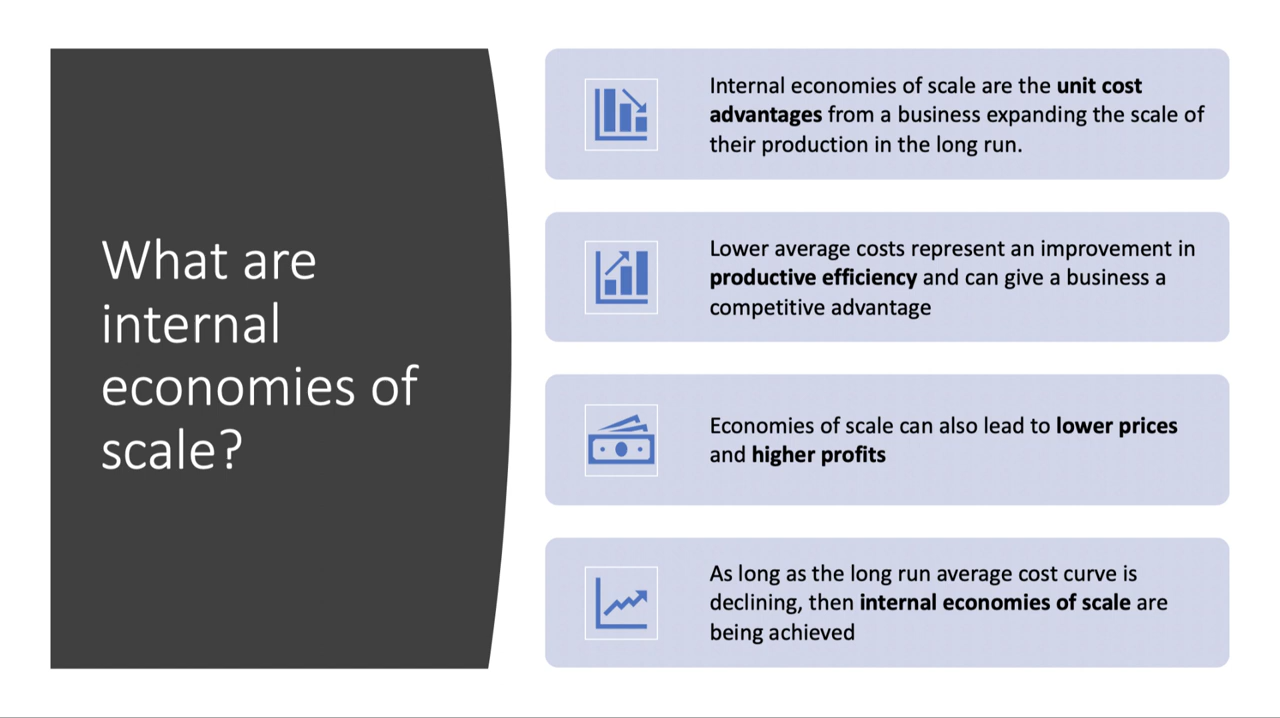 What are
internal
economies of
scale?
Internal economies of scale are the unit cost
advantages from a business expanding the scale of
their production in the long run.
Lower average costs represent an improvement in
productive efficiency and can give a business a
competitive advantage
Economies of scale can also lead to lower prices
and higher profits
As long as the long run average cost curve is
declining, then internal economies of scale are
being achieved